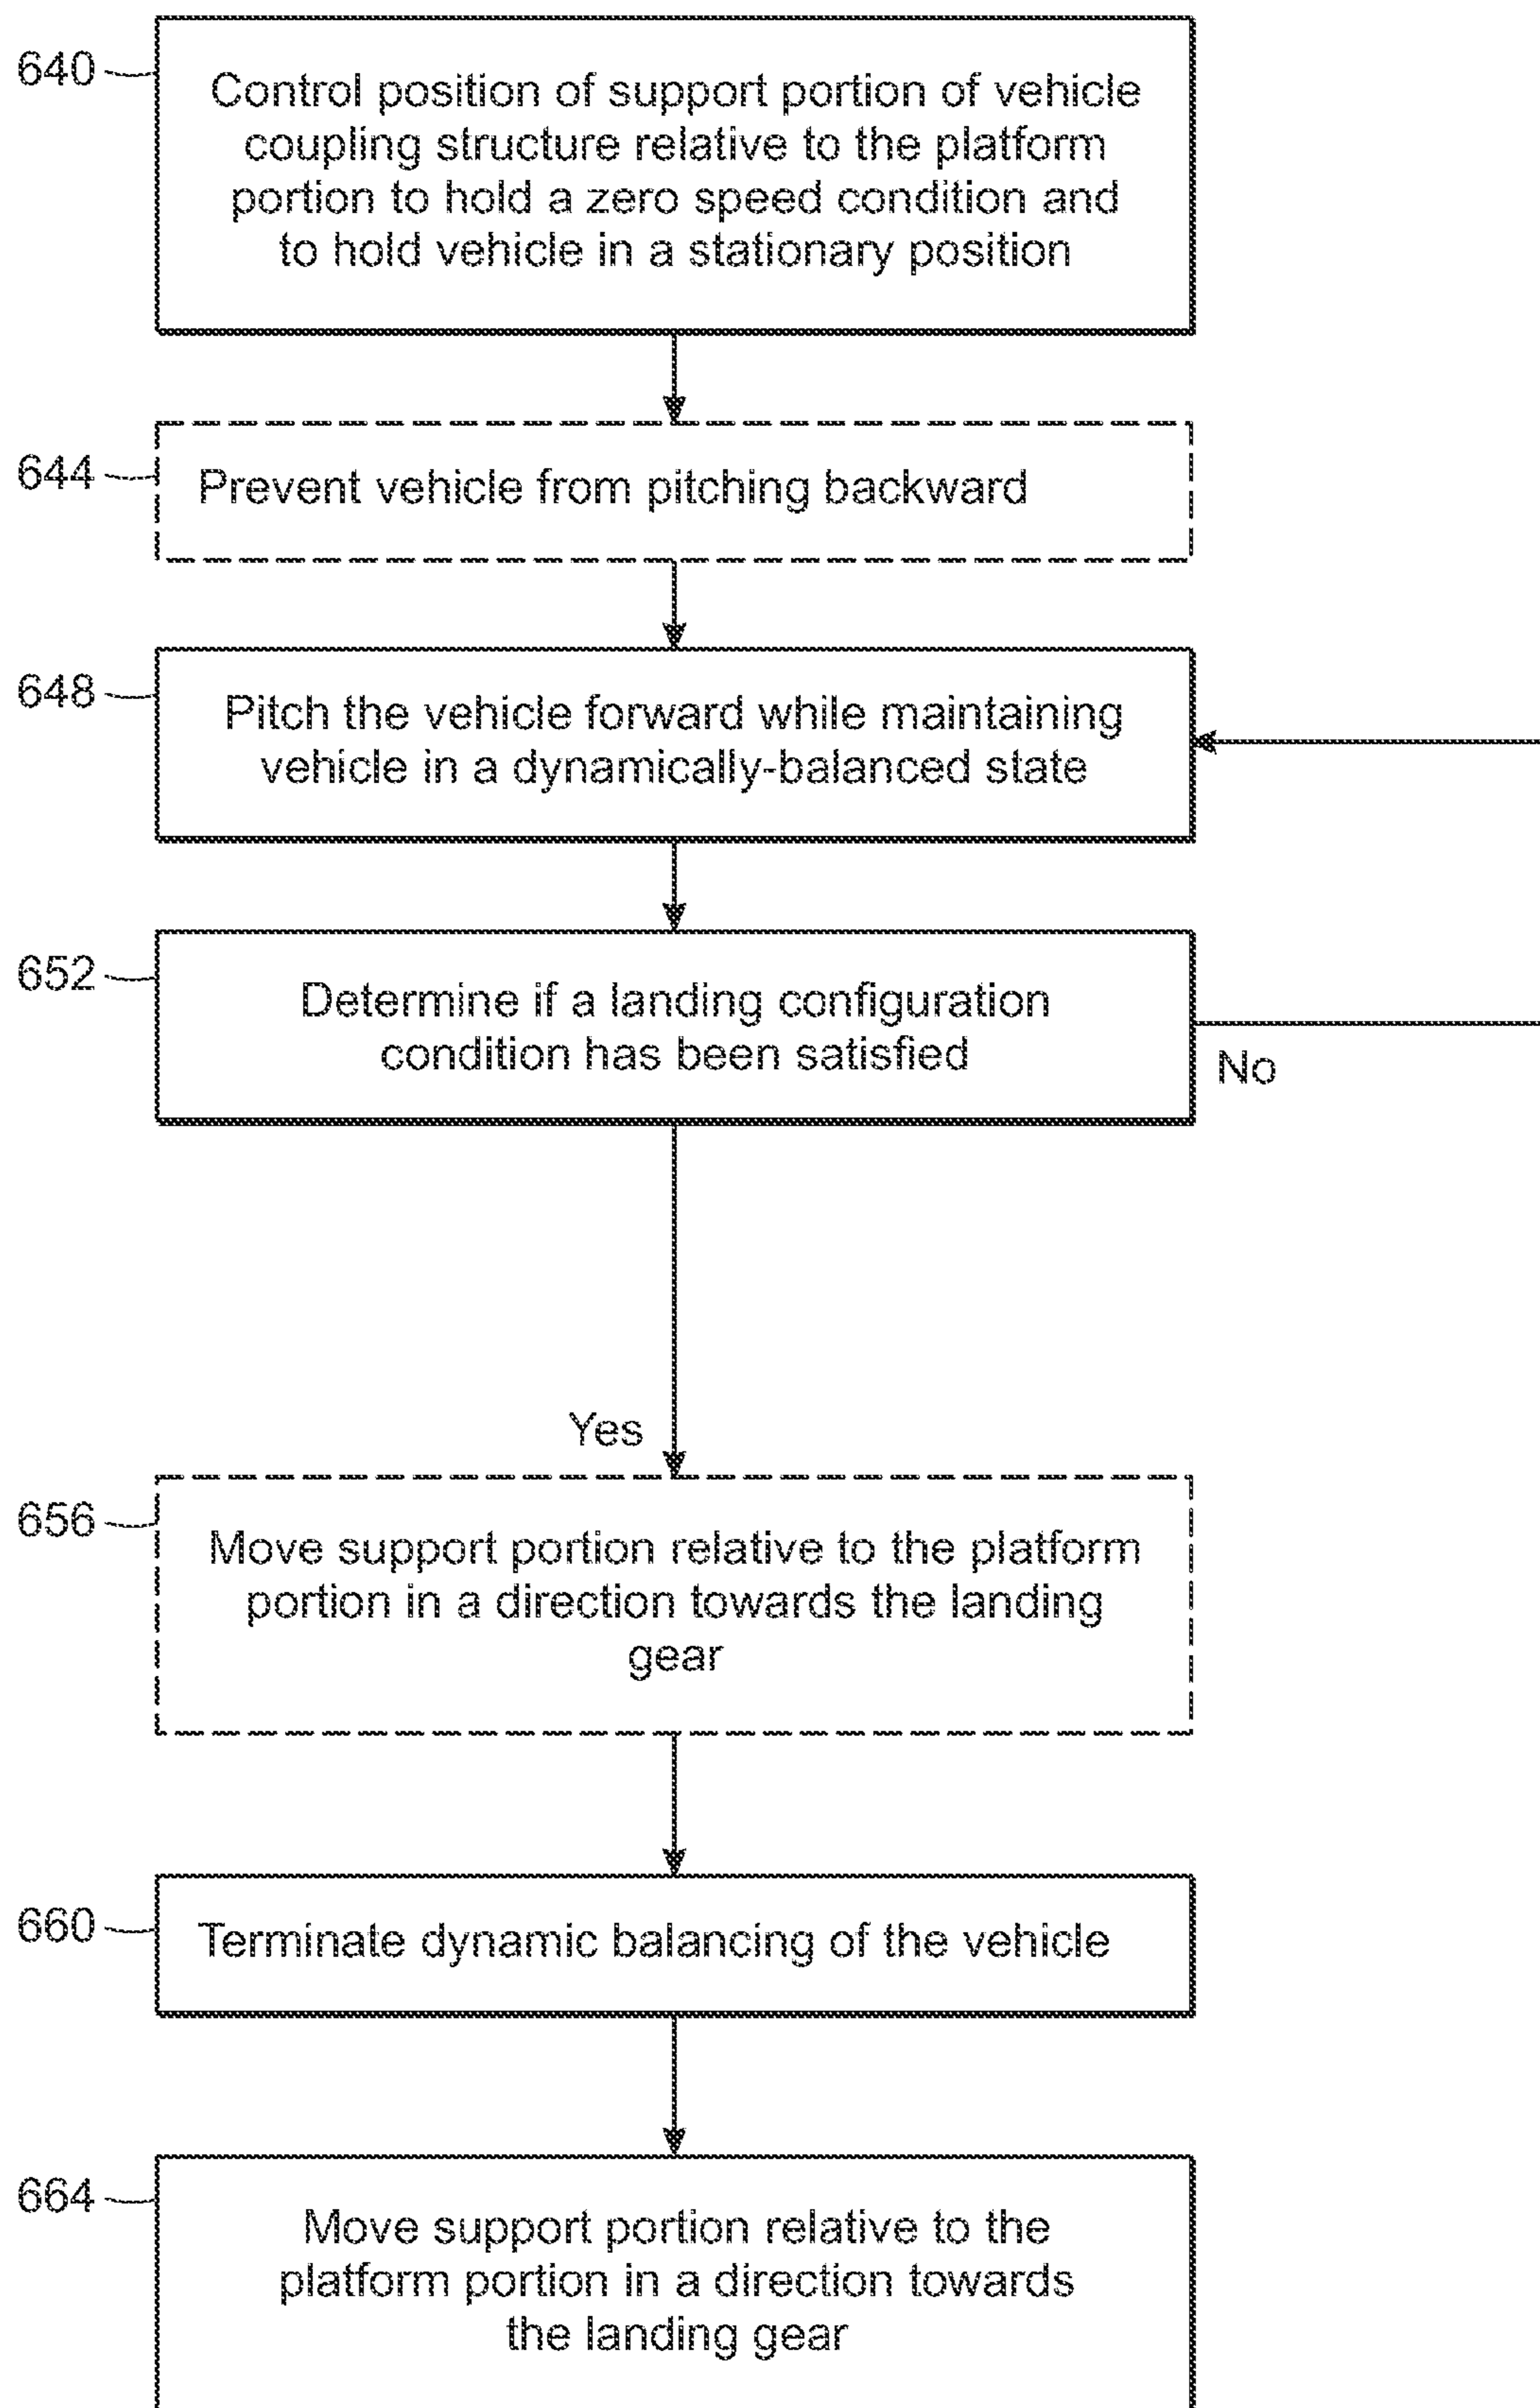 640
Control position of support portion of vehicle
coupling structure relative to the platform
portion to hold a zero speed condition and
to hold vehicle in a stationary position
644
Prevent vehicle from pitching backward
648
Pitch the vehicle forward while maintaining
vehicle in a dynamically-balanced state
652
Determine if a landing configuration
condition has been satisfied
No
Yes
656
Move support portion relative to the platform
portion in a direction towards the landing
gear
660
Terminate dynamic balancing of the vehicle
664
Move support portion relative to the
platform portion in a direction towards
the landing gear